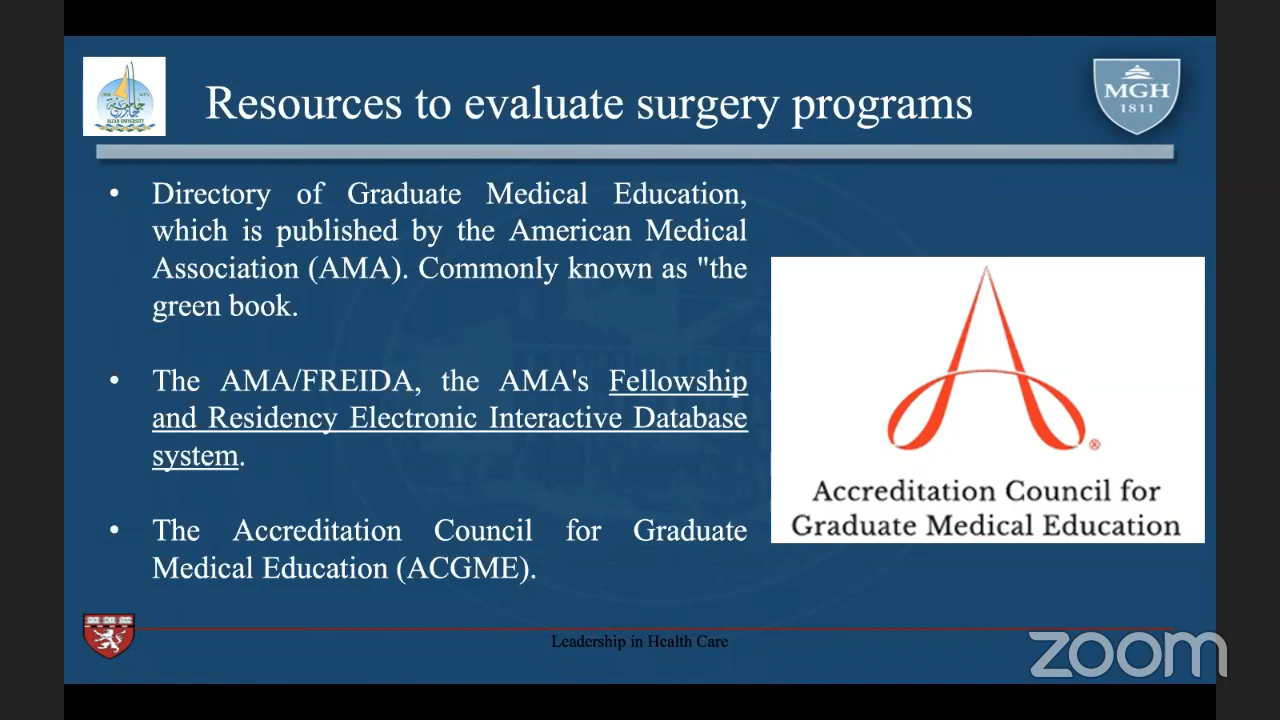 Resources to evaluate surgery programs
MGH
1811
• Directory of Graduate Medical Education,
which is published by the American Medical
Association (AMA). Commonly known as "the
green book.
• The AMA/FREIDA, the AMA's Fellowship
and Residency Electronic Interactive Database
system.
• The Accreditation Council for Graduate
Medical Education (ACGME).
®
Accreditation Council for
Graduate Medical Education
Leadership in Health Care
zoom